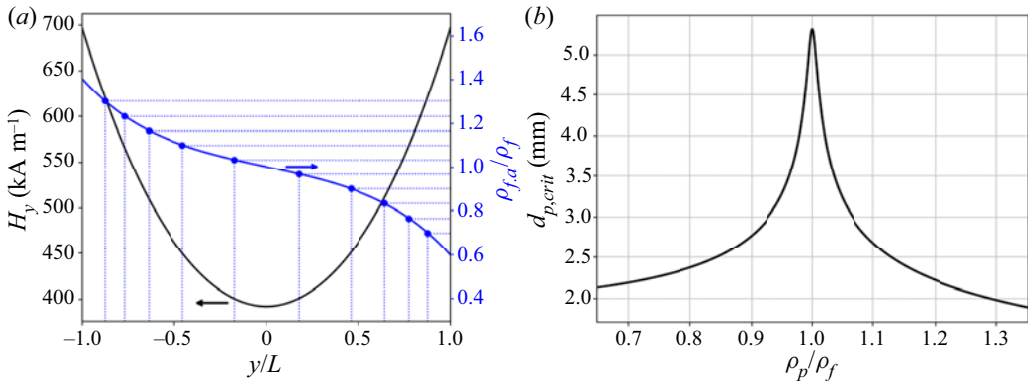 (a)
700
650
600
550
500
450
400
H_y (kA m⁻¹)
1.6
1.4
1.2
1.0
0.8
0.6
0.4
ρ_{f.a}/ρ_f
–1.0 –0.5 0 0.5 1.0
y/L
(b)
5.0
4.5
4.0
3.5
3.0
2.5
2.0
d_{p,crit} (mm)
0.7 0.8 0.9 1.0 1.1 1.2 1.3
ρ_p/ρ_f